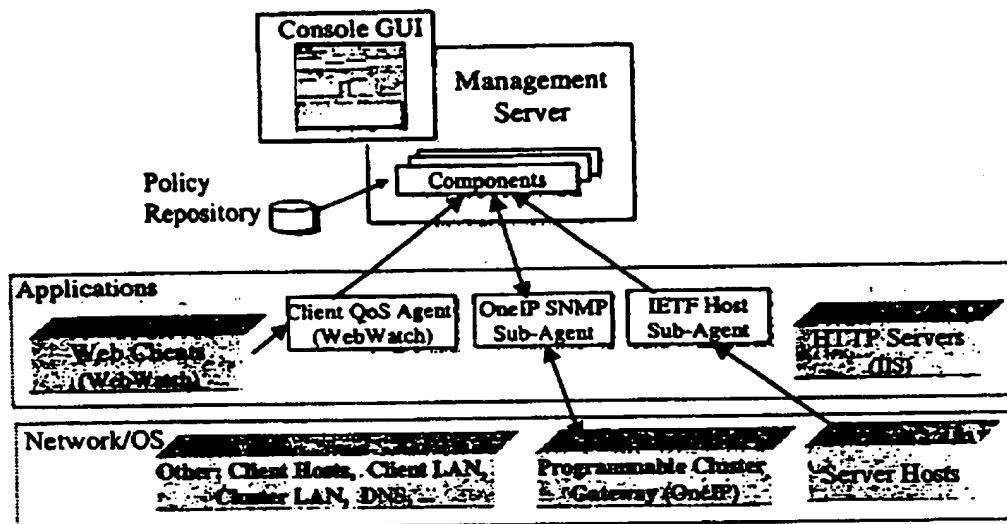 Console GUI
Management
Server
Components
Policy
Repository
Applications
Client QoS Agent
(WebWatch)
OneIP SNMP
Sub-Agent
IETF Host
Sub-Agent
Web Clients
(WebWatch)
HTTP Servers
(IIS)
Network/OS
Other: Client Hosts, Client LAN,
Cluster LAN, DNS,
Programmable Cluster
Gateway (OneIP)
Server Hosts